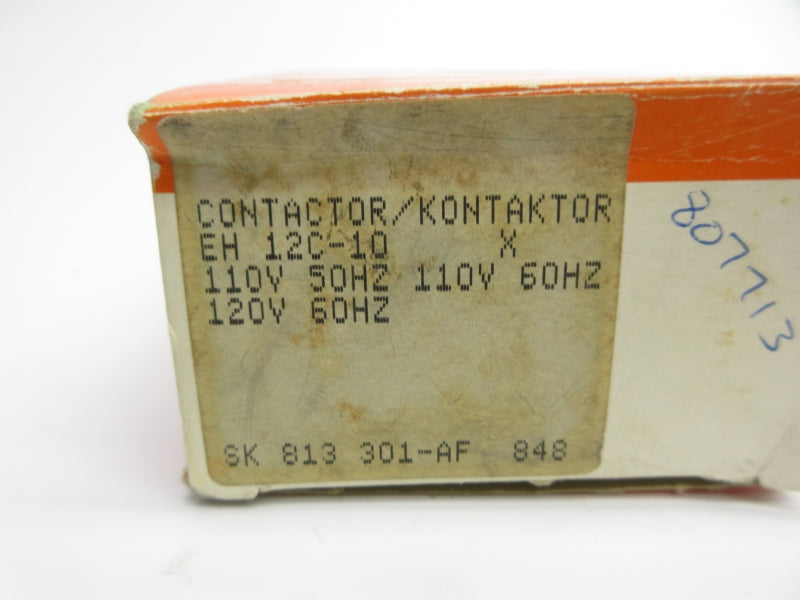 CONTACTOR/KONTAKTOR
EH 12C-10 X
110V 50HZ 110V 60HZ
120V 60HZ
SK 813 301-AF 848
807713